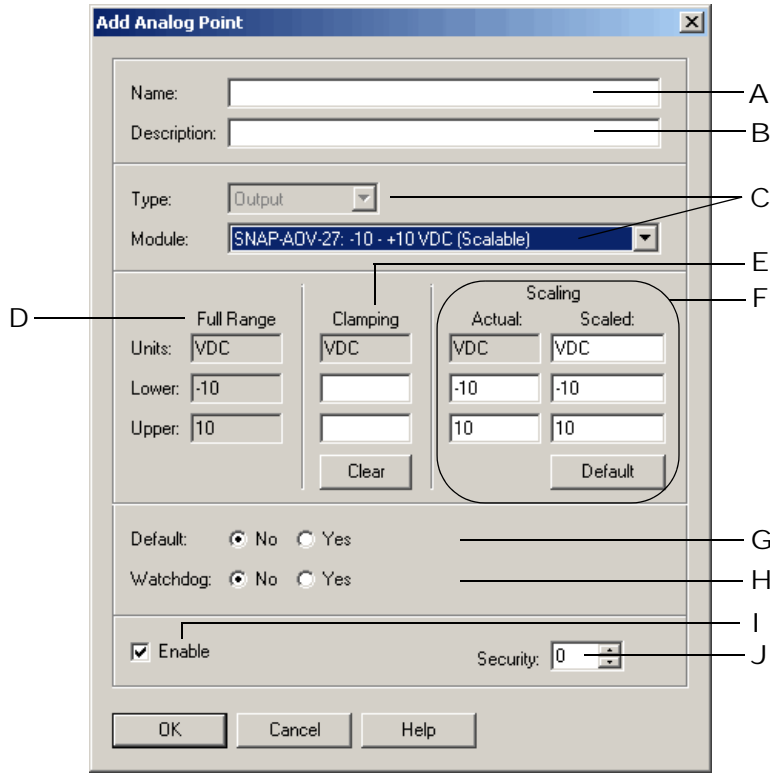 Add Analog Point
Name: A
Description: B
Type: Output C
Module: SNAP-AOV-27: -10 - +10 VDC (Scalable)
E
D Full Range Clamping Scaling F
Actual: Scaled:
Units: VDC VDC VDC VDC
Lower: -10 -10 -10
Upper: 10 10 10
Clear Default
Default: No Yes G
Watchdog: No Yes H
I
Enable Security: 0 J
OK Cancel Help